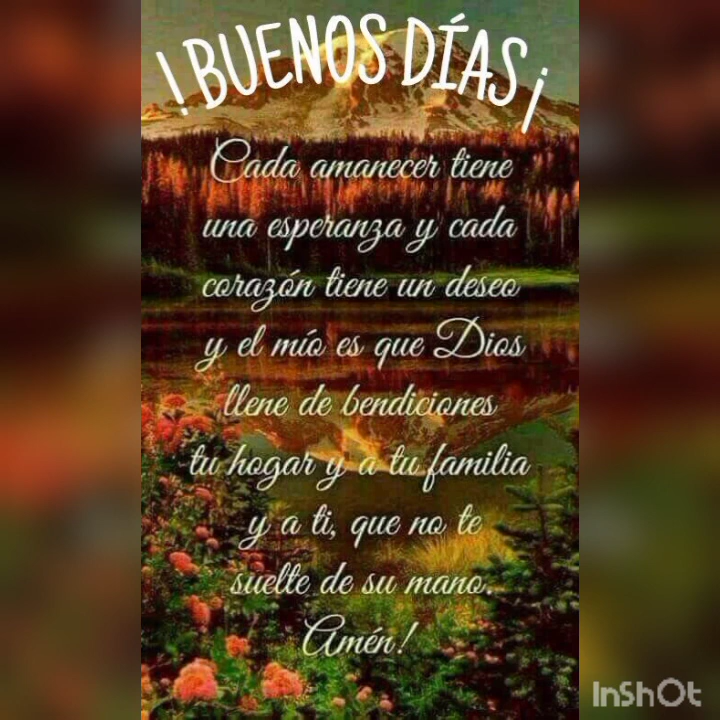 ! BUENOS DÍAS ¡
Cada amanecer tiene
una esperanza y cada
corazón tiene un deseo
y el mío es que Dios
llene de bendiciones
tu hogar y a tu familia
y a ti, que no te
suelte de su mano.
Amén!
InShOt